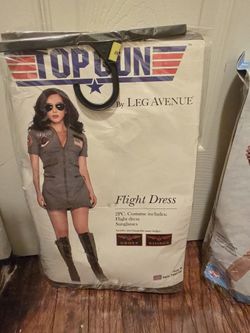 TOP GUN
By LEG AVENUE
Flight Dress
2PC. Costume includes:
Flight dress
Sunglasses